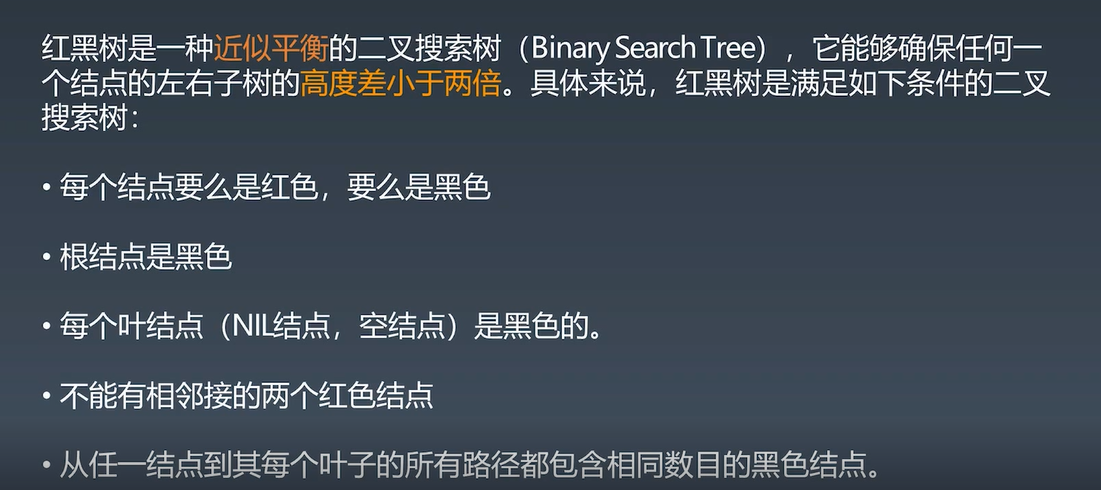 红黑树是一种近似平衡的二叉搜索树（Binary Search Tree），它能够确保任何一
个结点的左右子树的高度差小于两倍。具体来说，红黑树是满足如下条件的二叉
搜索树：
• 每个结点要么是红色，要么是黑色
• 根结点是黑色
• 每个叶结点（NIL结点，空结点）是黑色的。
• 不能有相邻接的两个红色结点
• 从任一结点到其每个叶子的所有路径都包含相同数目的黑色结点。